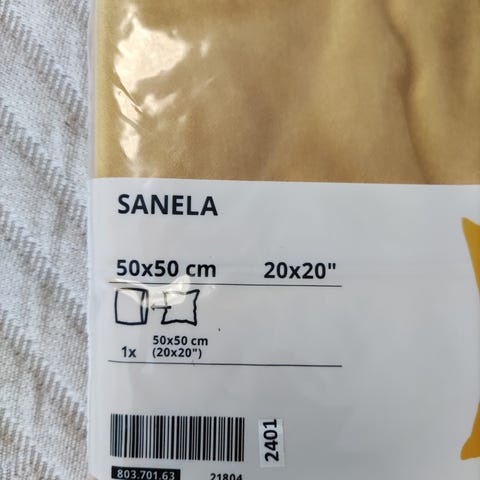 SANELA
50x50 cm 20x20"
1x
50x50 cm
(20x20")
2401
803.701.63 21804